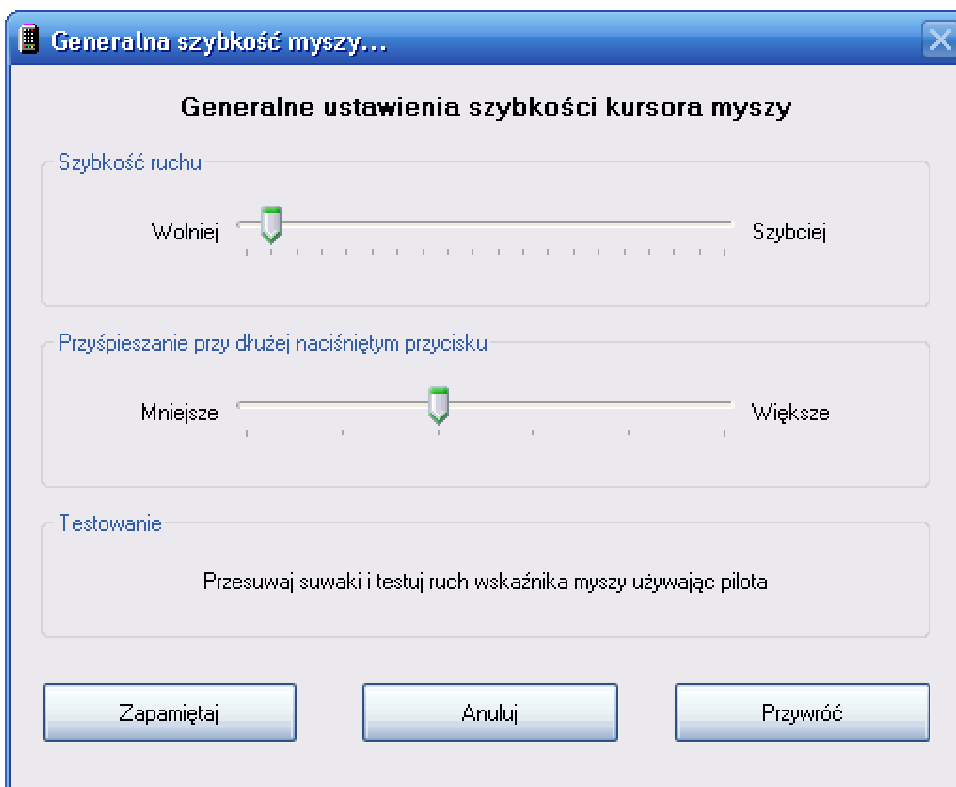 Generalna szybkość myszy...
Generalne ustawienia szybkości kursora myszy
Szybkość ruchu
Wolniej
Szybciej
Przyśpieszanie przy dłużej naciśniętym przycisku
Mniejsze
Większe
Testowanie
Przesuwaj suwaki i testuj ruch wskaźnika myszy używając pilota
Zapamiętaj
Anuluj
Przywróć